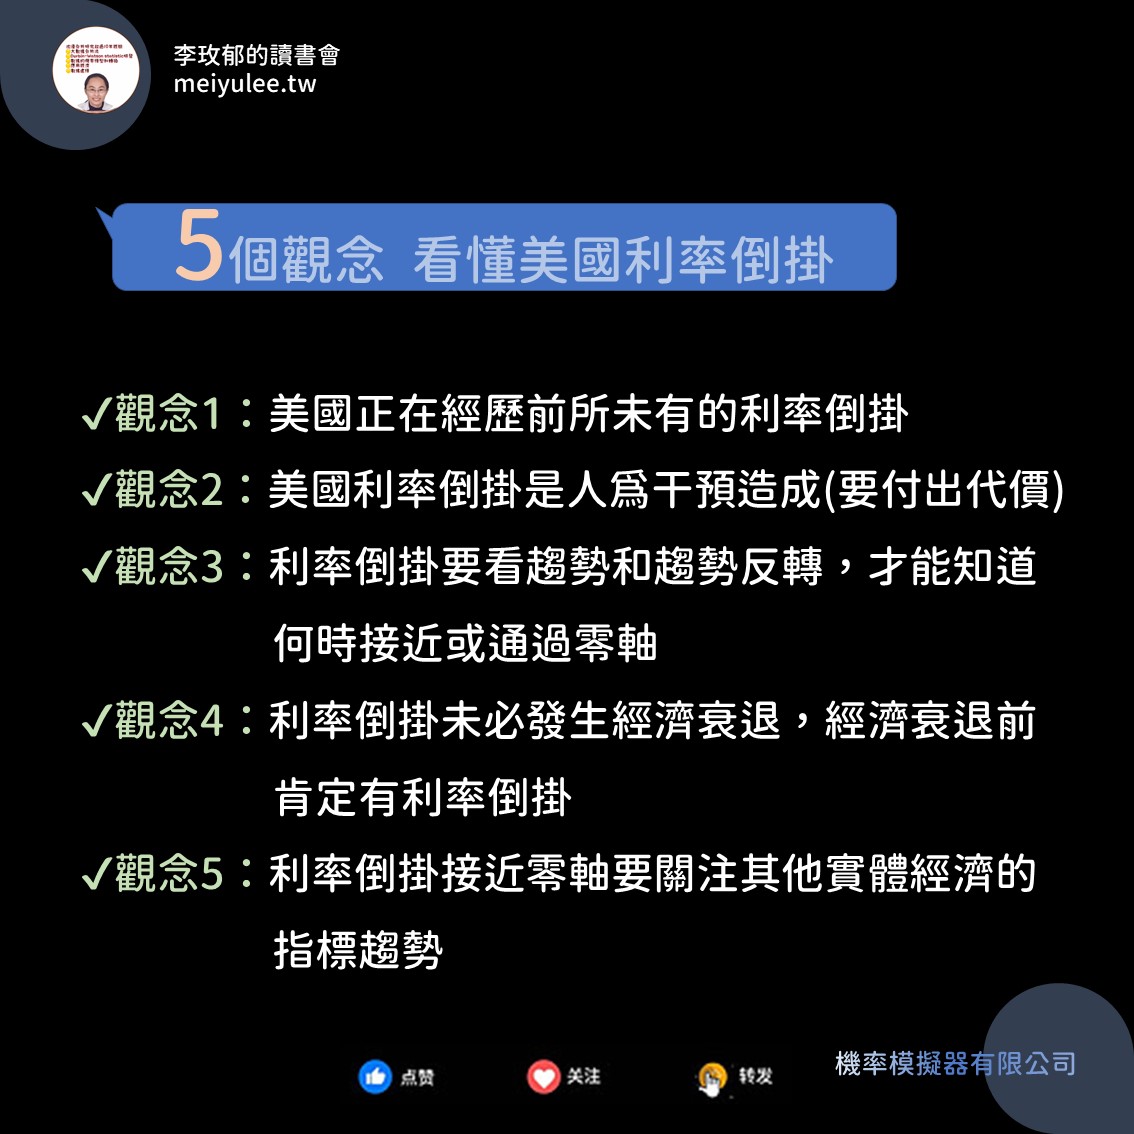 李玫郁的讀書會
meiyulee.tw
5個觀念 看懂美國利率倒掛
✓觀念1：美國正在經歷前所未有的利率倒掛
✓觀念2：美國利率倒掛是人爲干預造成(要付出代價)
✓觀念3：利率倒掛要看趨勢和趨勢反轉，才能知道
何時接近或通過零軸
✓觀念4：利率倒掛未必發生經濟衰退，經濟衰退前
肯定有利率倒掛
✓觀念5：利率倒掛接近零軸要關注其他實體經濟的
指標趨勢
点赞 关注 转发
機率模擬器有限公司